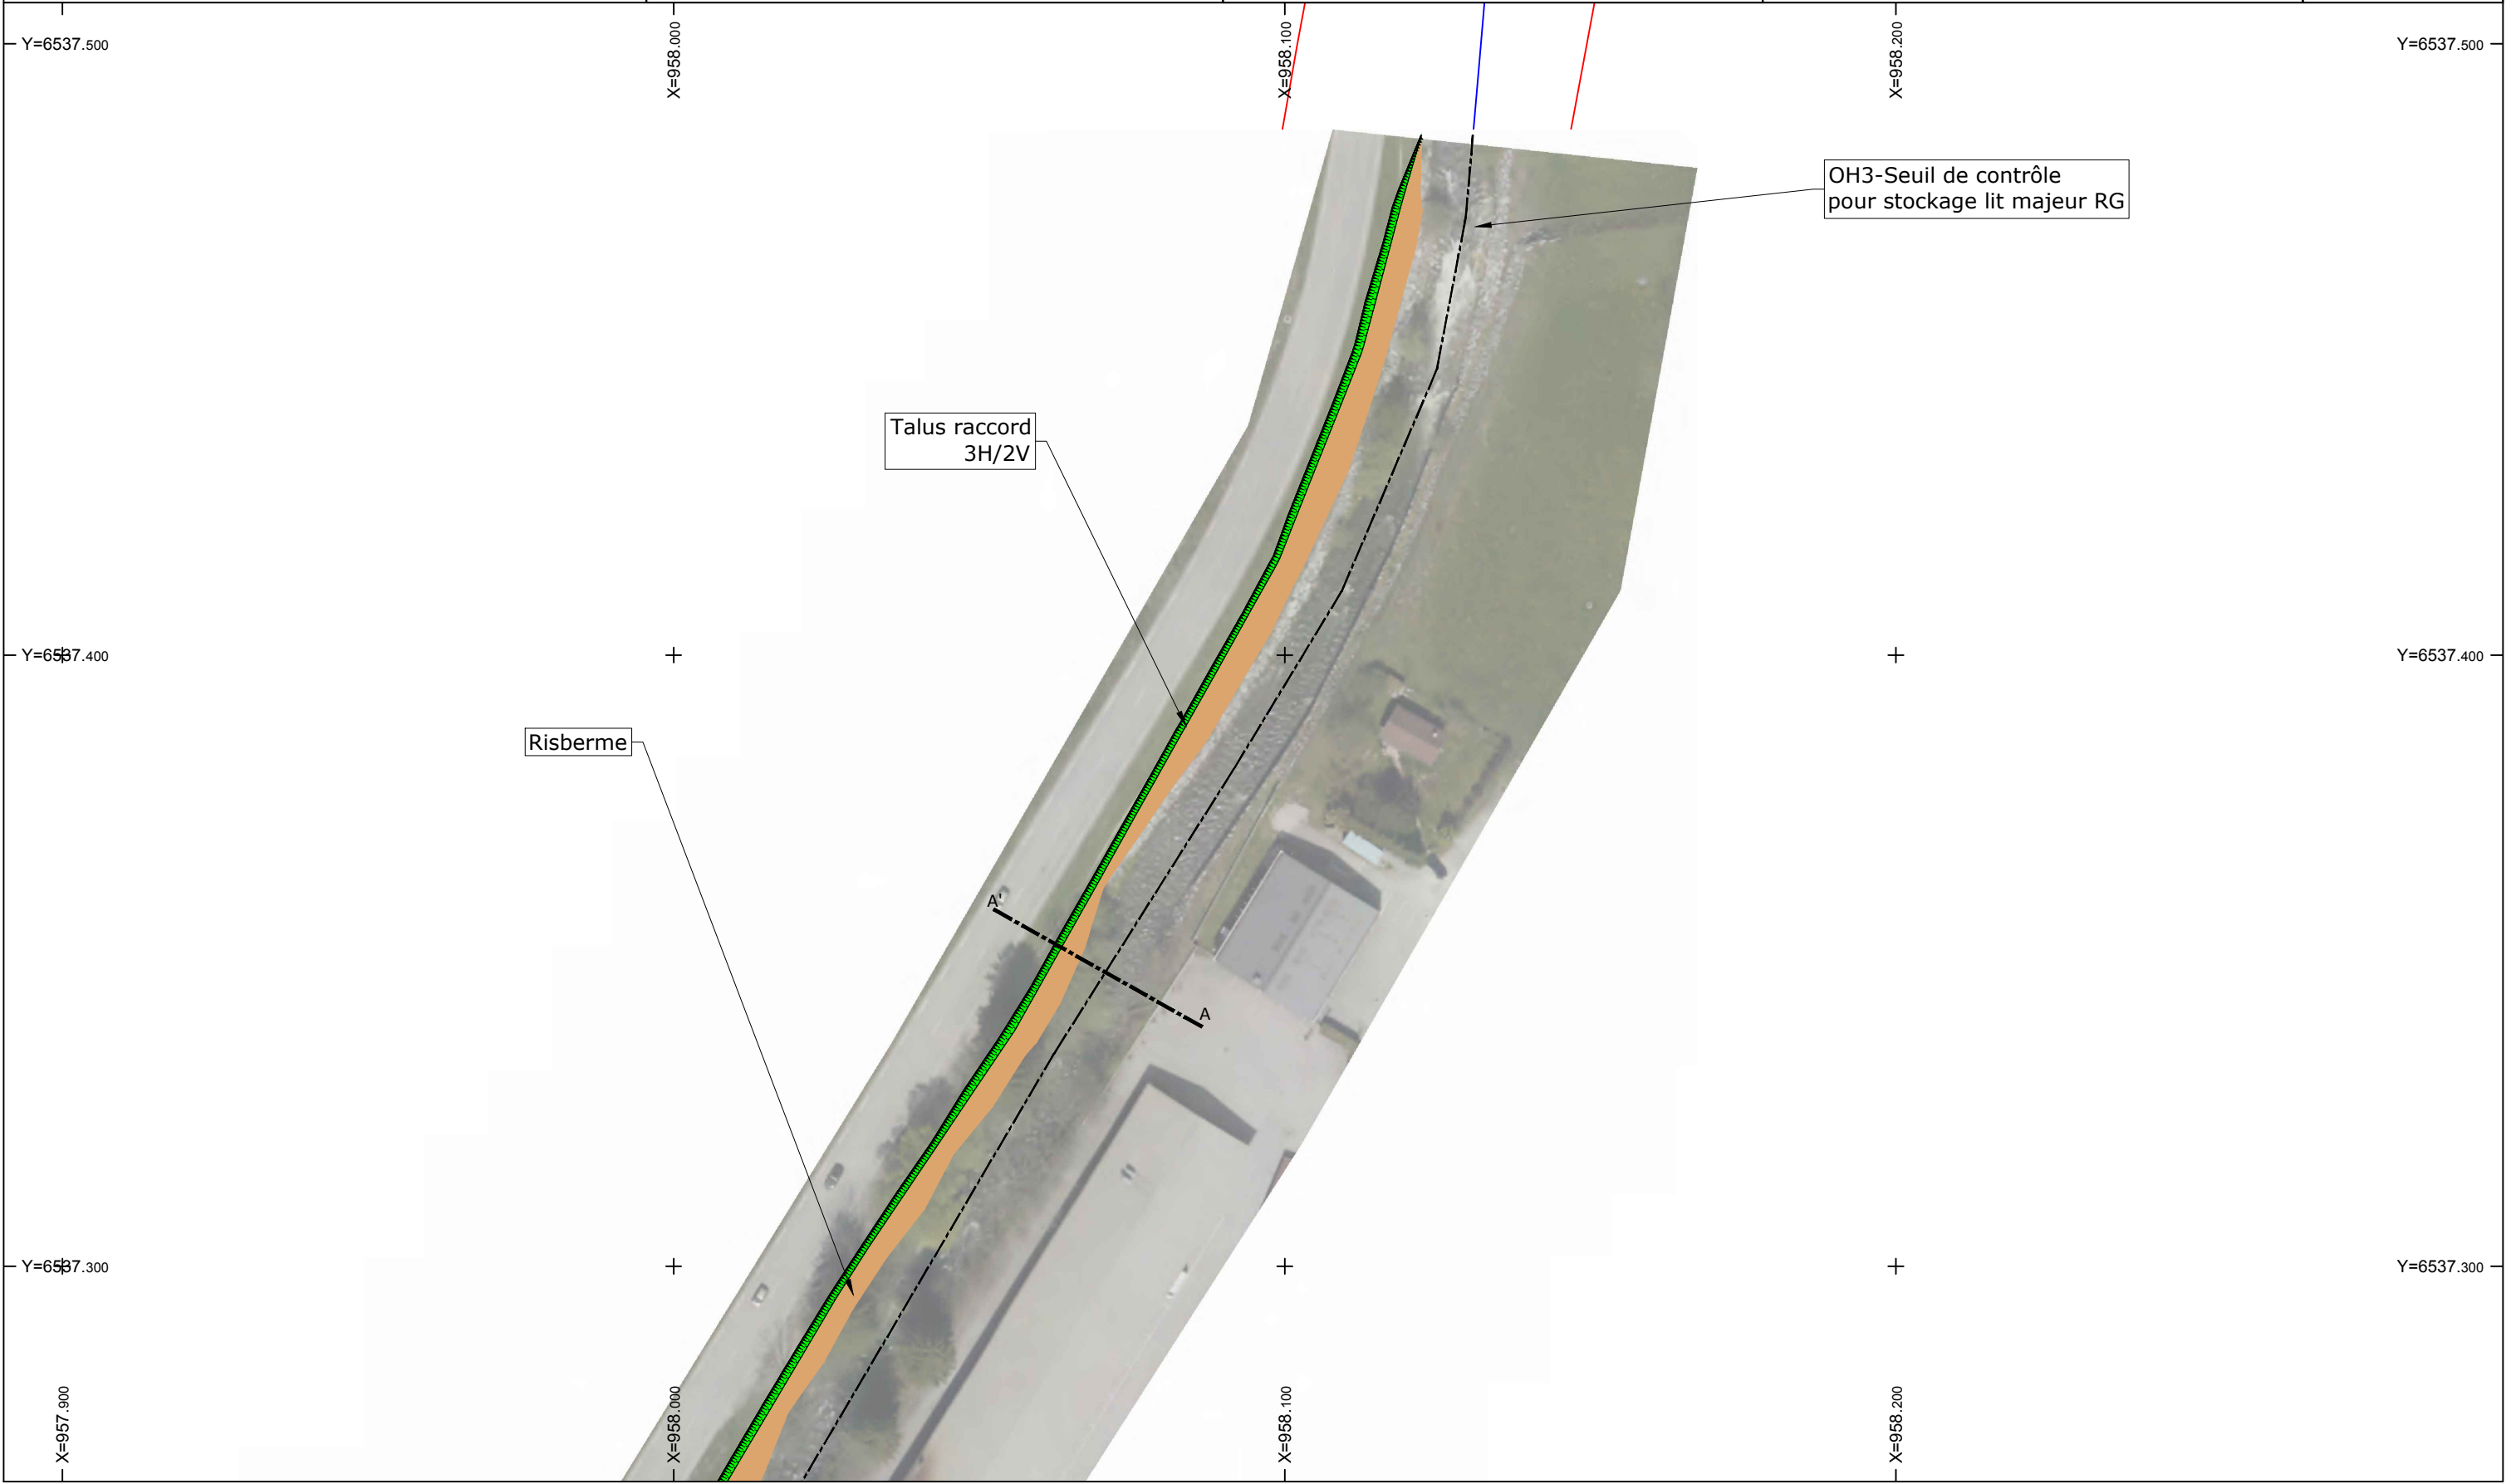 X=958.000
X=958.100
X=958.200
Y=6537.500
Y=6537.500
OH3-Seuil de contrôle
pour stockage lit majeur RG
Talus raccord
3H/2V
Y=6537.400
Y=6537.400
Risberme
A'
A
Y=6537.300
Y=6537.300
X=957.900
X=958.000
X=958.100
X=958.200